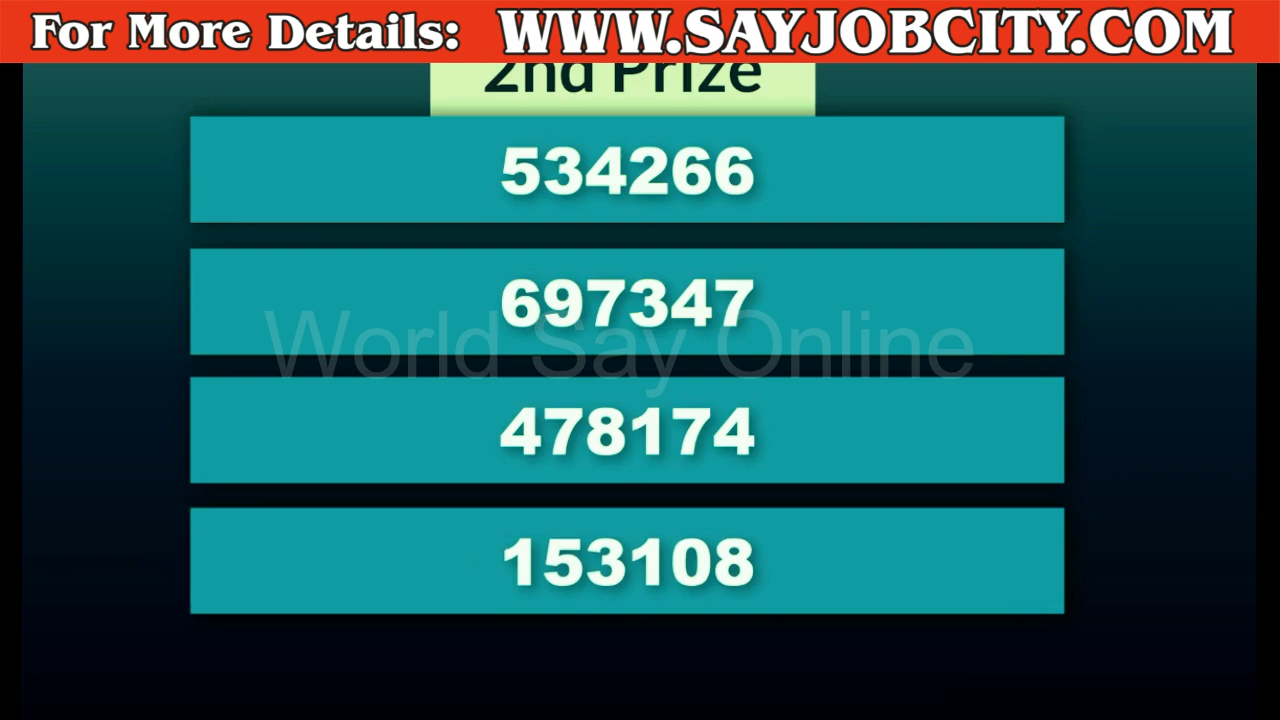 For More Details: WWW.SAYJOBCITY.COM
2nd Prize
534266
697347
World Say Online
478174
153108